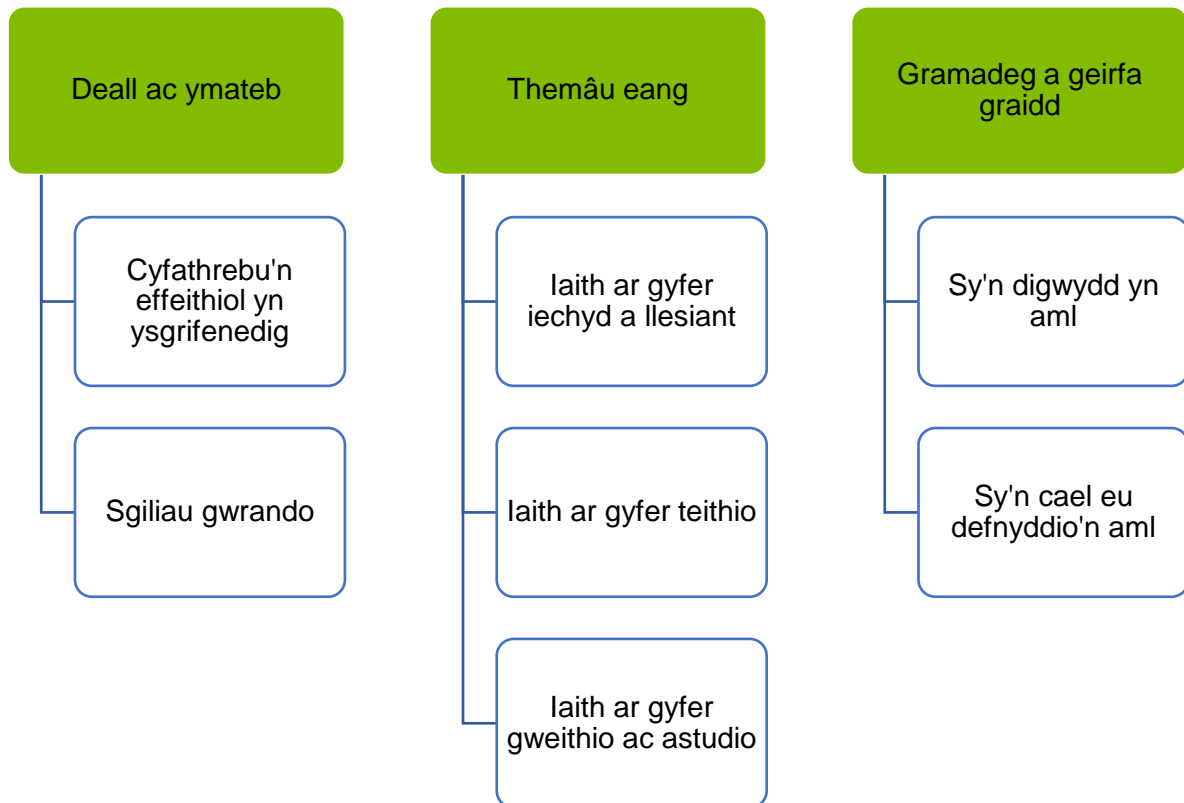 Deall ac ymateb
Cyfathrebu'n
effeithiol yn
ysgrifenedig
Sgiliau gwrando
Themâu eang
Iaith ar gyfer
iechyd a llesiant
Iaith ar gyfer teithio
Iaith ar gyfer
gweithio ac astudio
Gramadeg a geirfa
graidd
Sy'n digwydd yn
aml
Sy'n cael eu
defnyddio'n aml